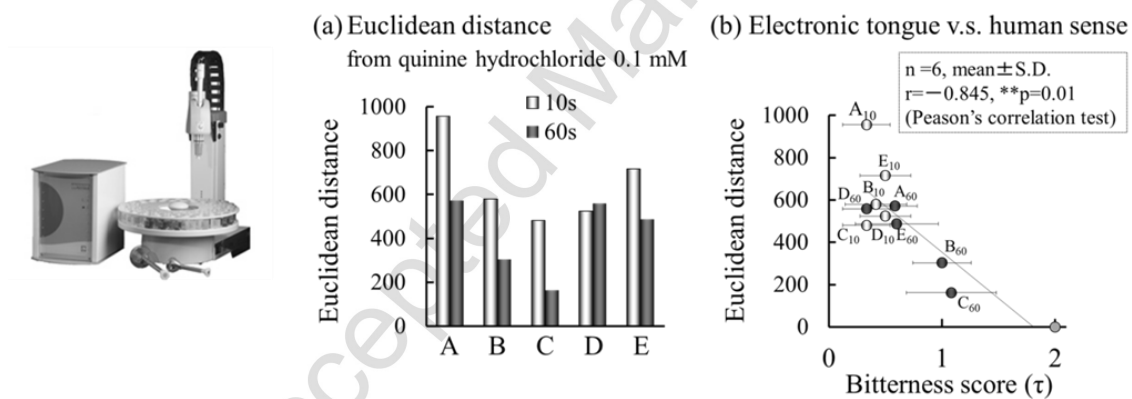 (a) Euclidean distance
from quinine hydrochloride 0.1 mM
Euclidean distance
1000
800
600
400
200
0
10s
60s
A B C D E
(b) Electronic tongue v.s. human sense
n =6, mean±S.D.
r=−0.845, **p=0.01
(Peason's correlation test)
Euclidean distance
1000
800
600
400
200
0
A10
E10
D60 B10 A60
C10 D10 E60
B60
C60
0 1 2
Bitterness score (τ)
cepted Ma